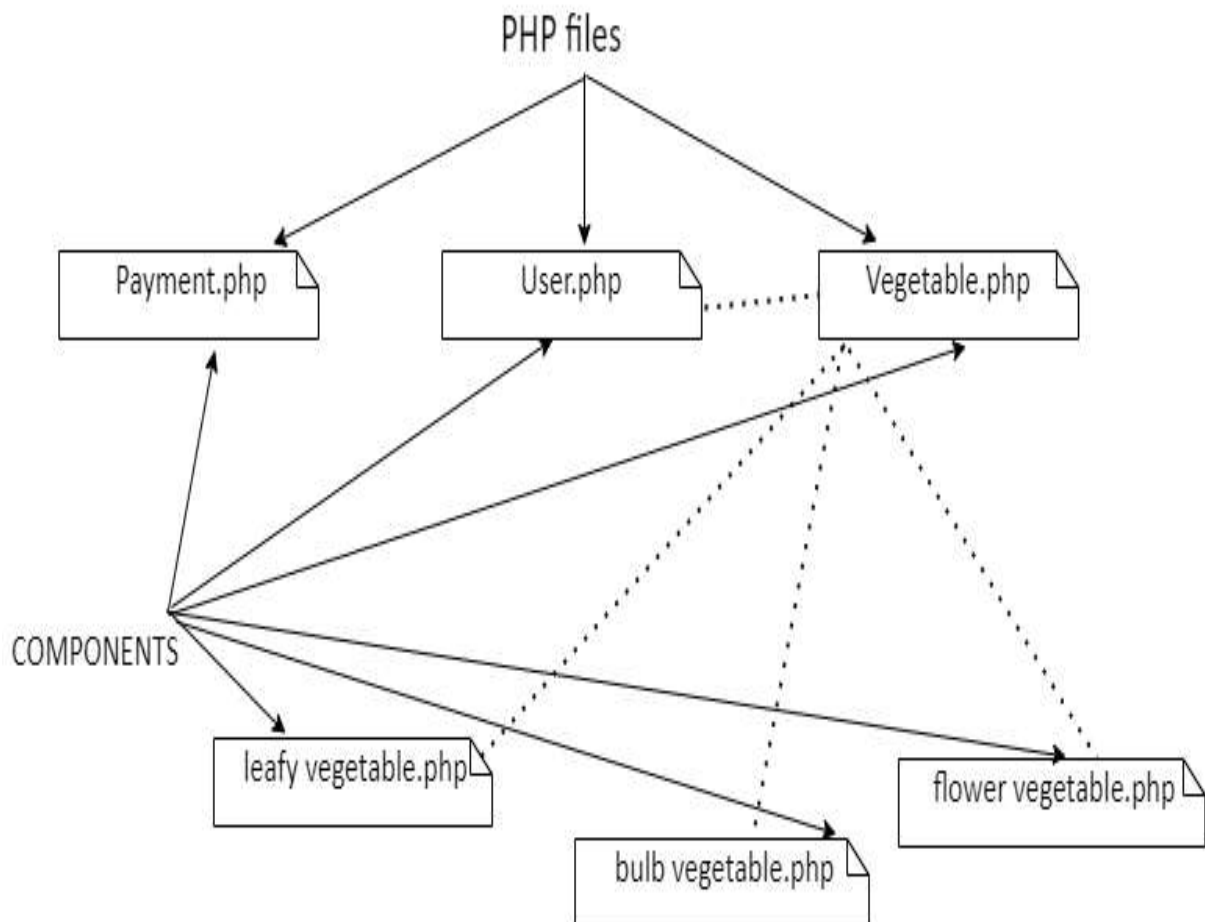 PHP files
Payment.php
User.php
Vegetable.php
COMPONENTS
leafy vegetable.php
flower vegetable.php
bulb vegetable.php